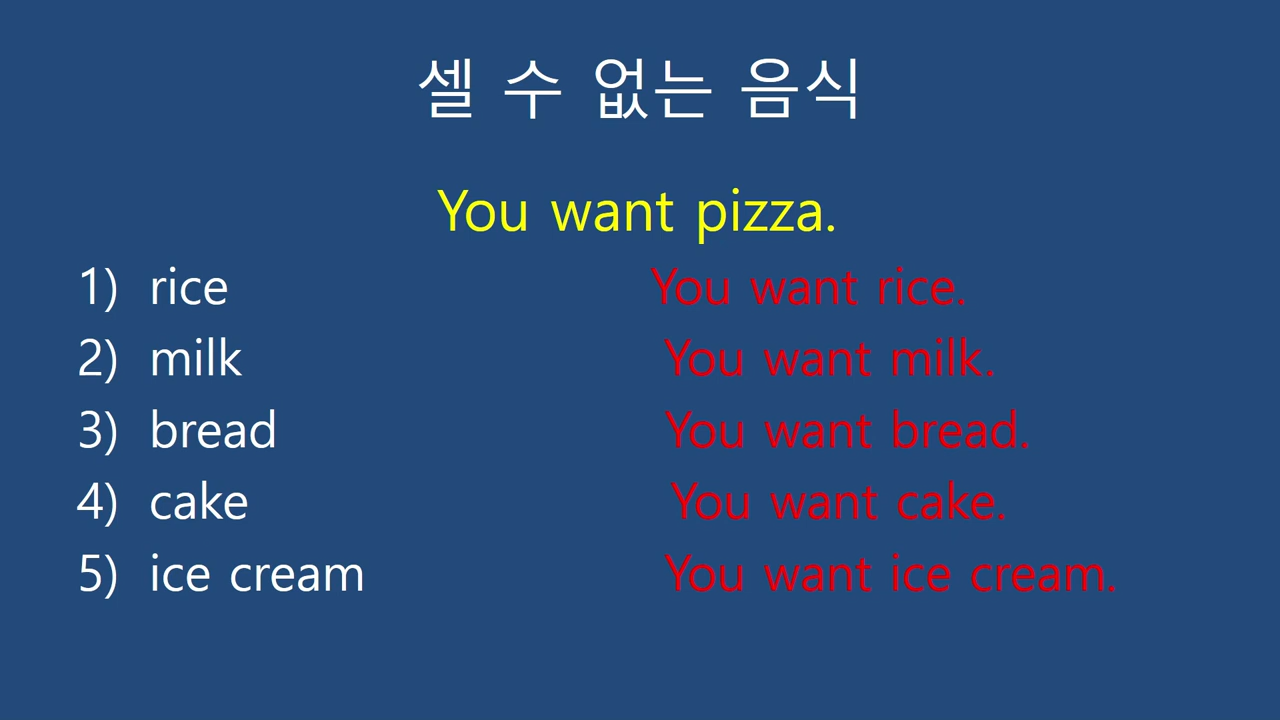 셀 수 없는 음식
You want pizza.
1) rice You want rice.
2) milk You want milk.
3) bread You want bread.
4) cake You want cake.
5) ice cream You want ice cream.